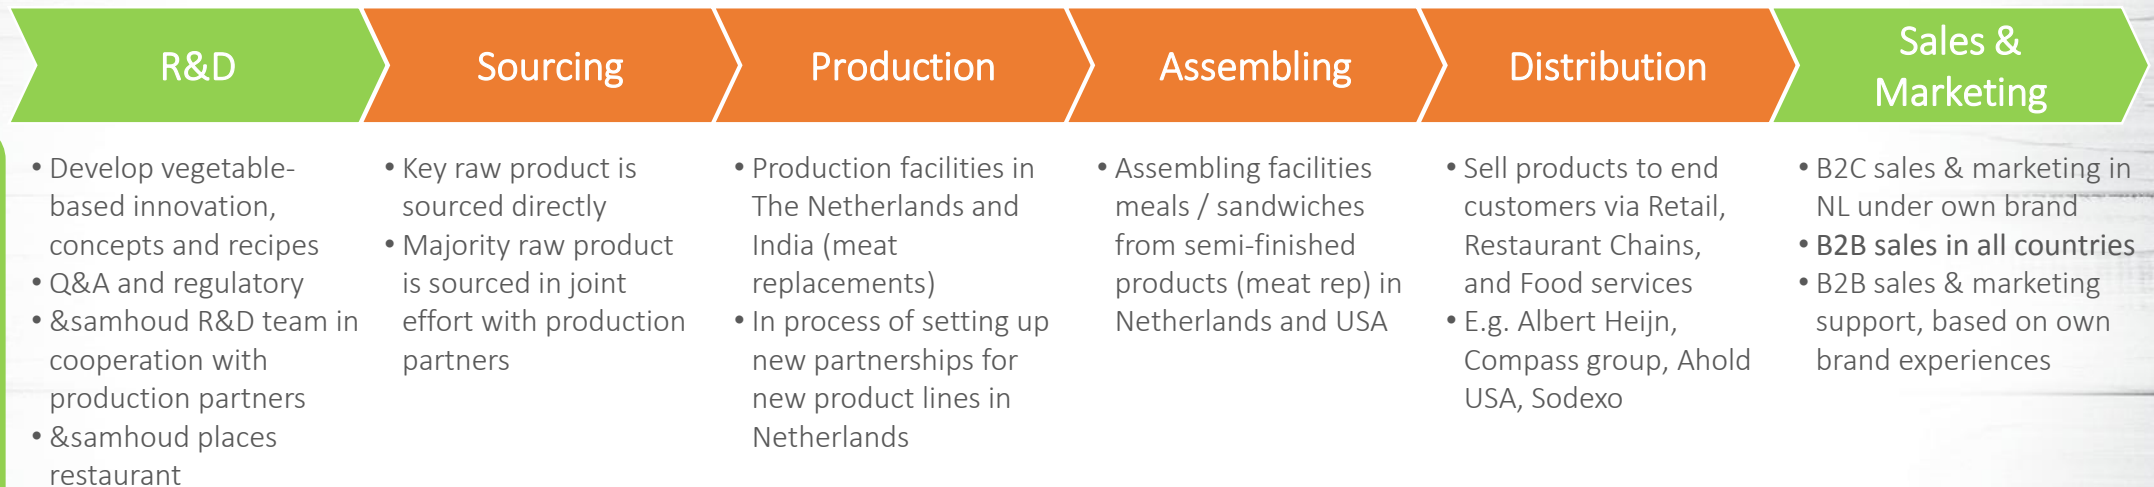 R&D
Sourcing
Production
Assembling
Distribution
Sales &
Marketing
• Develop vegetable-
based innovation,
concepts and recipes
• Q&A and regulatory
• &samhoud R&D team in
cooperation with
production partners
• &samhoud places
restaurant
• Key raw product is
sourced directly
• Majority raw product
is sourced in joint
effort with production
partners
• Production facilities in
The Netherlands and
India (meat
replacements)
• In process of setting up
new partnerships for
new product lines in
Netherlands
• Assembling facilities
meals / sandwiches
from semi-finished
products (meat rep) in
Netherlands and USA
• Sell products to end
customers via Retail,
Restaurant Chains,
and Food services
• E.g. Albert Heijn,
Compass group, Ahold
USA, Sodexo
• B2C sales & marketing in
NL under own brand
• B2B sales in all countries
• B2B sales & marketing
support, based on own
brand experiences